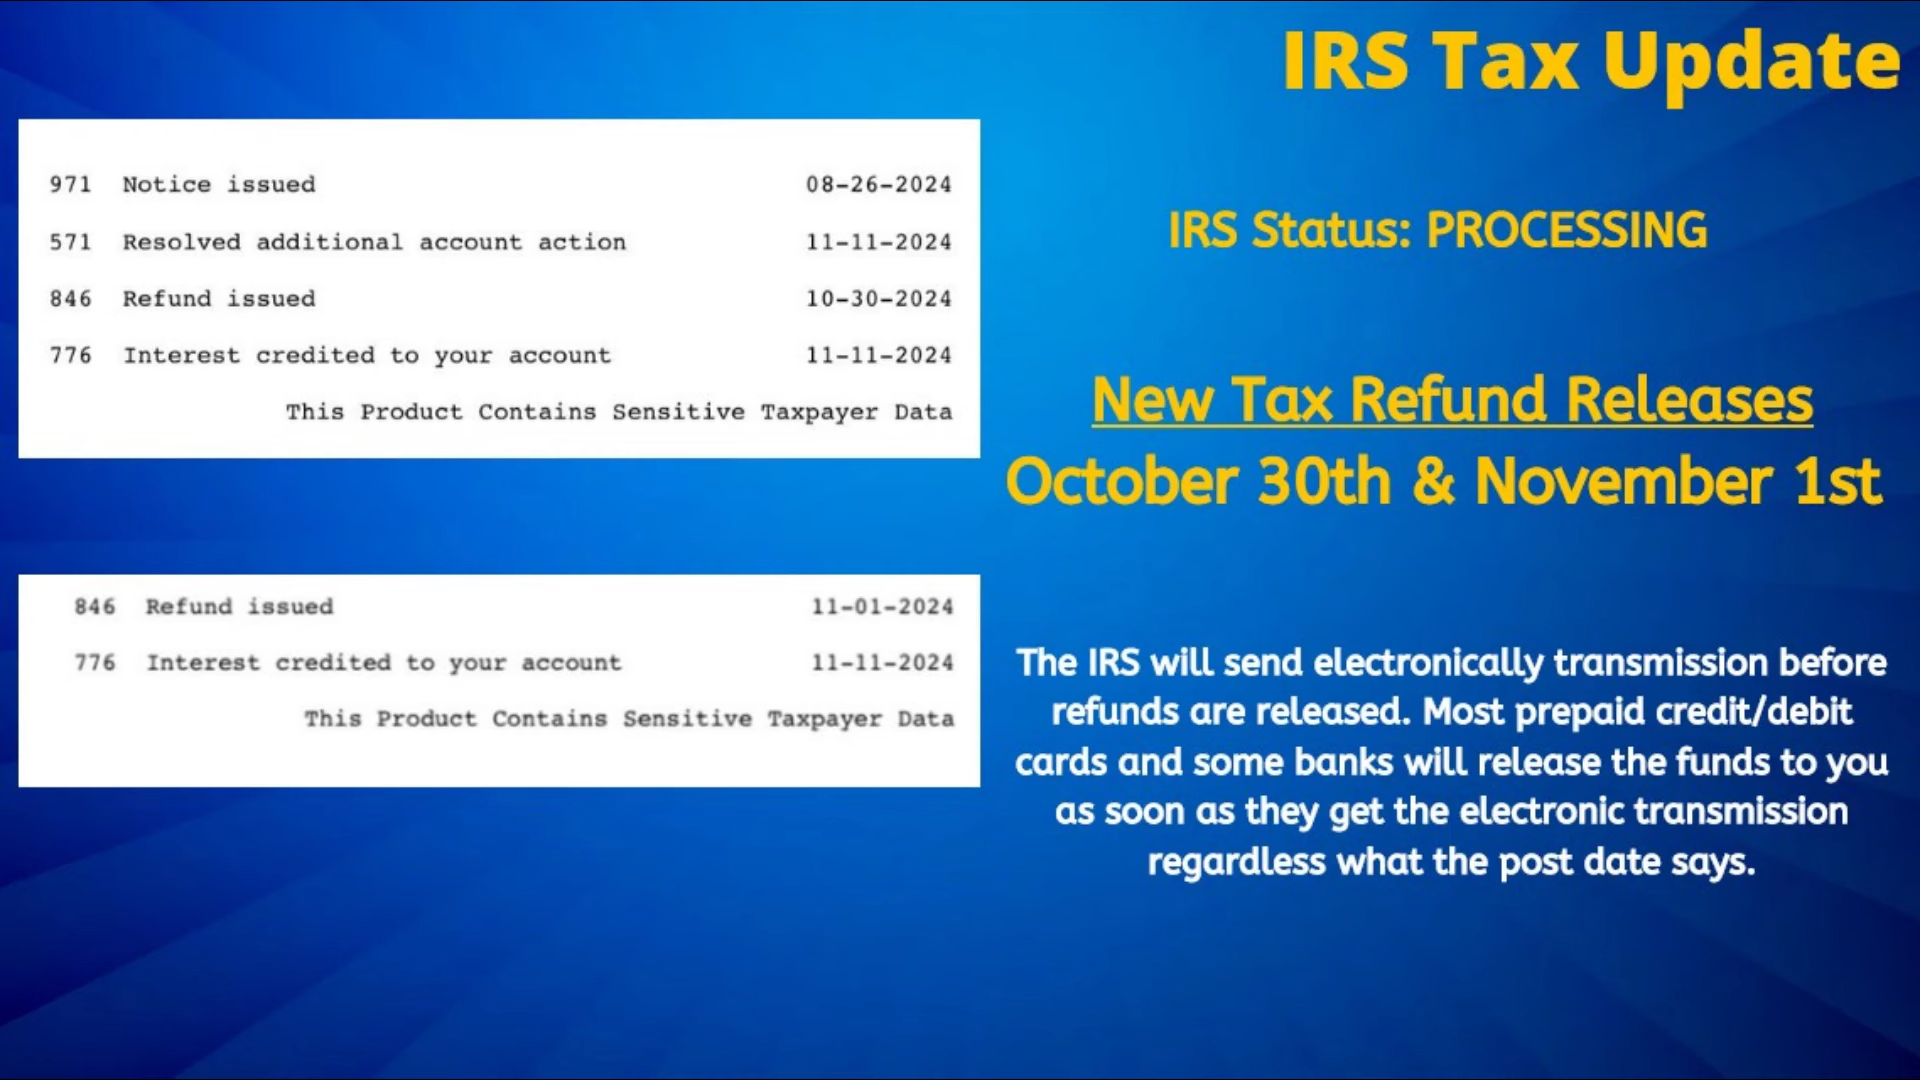 IRS Tax Update
971 Notice issued 08-26-2024
571 Resolved additional account action 11-11-2024
846 Refund issued 10-30-2024
776 Interest credited to your account 11-11-2024
This Product Contains Sensitive Taxpayer Data
846 Refund issued 11-01-2024
776 Interest credited to your account 11-11-2024
This Product Contains Sensitive Taxpayer Data
IRS Status: PROCESSING
New Tax Refund Releases
October 30th & November 1st
The IRS will send electronically transmission before
refunds are released. Most prepaid credit/debit
cards and some banks will release the funds to you
as soon as they get the electronic transmission
regardless what the post date says.